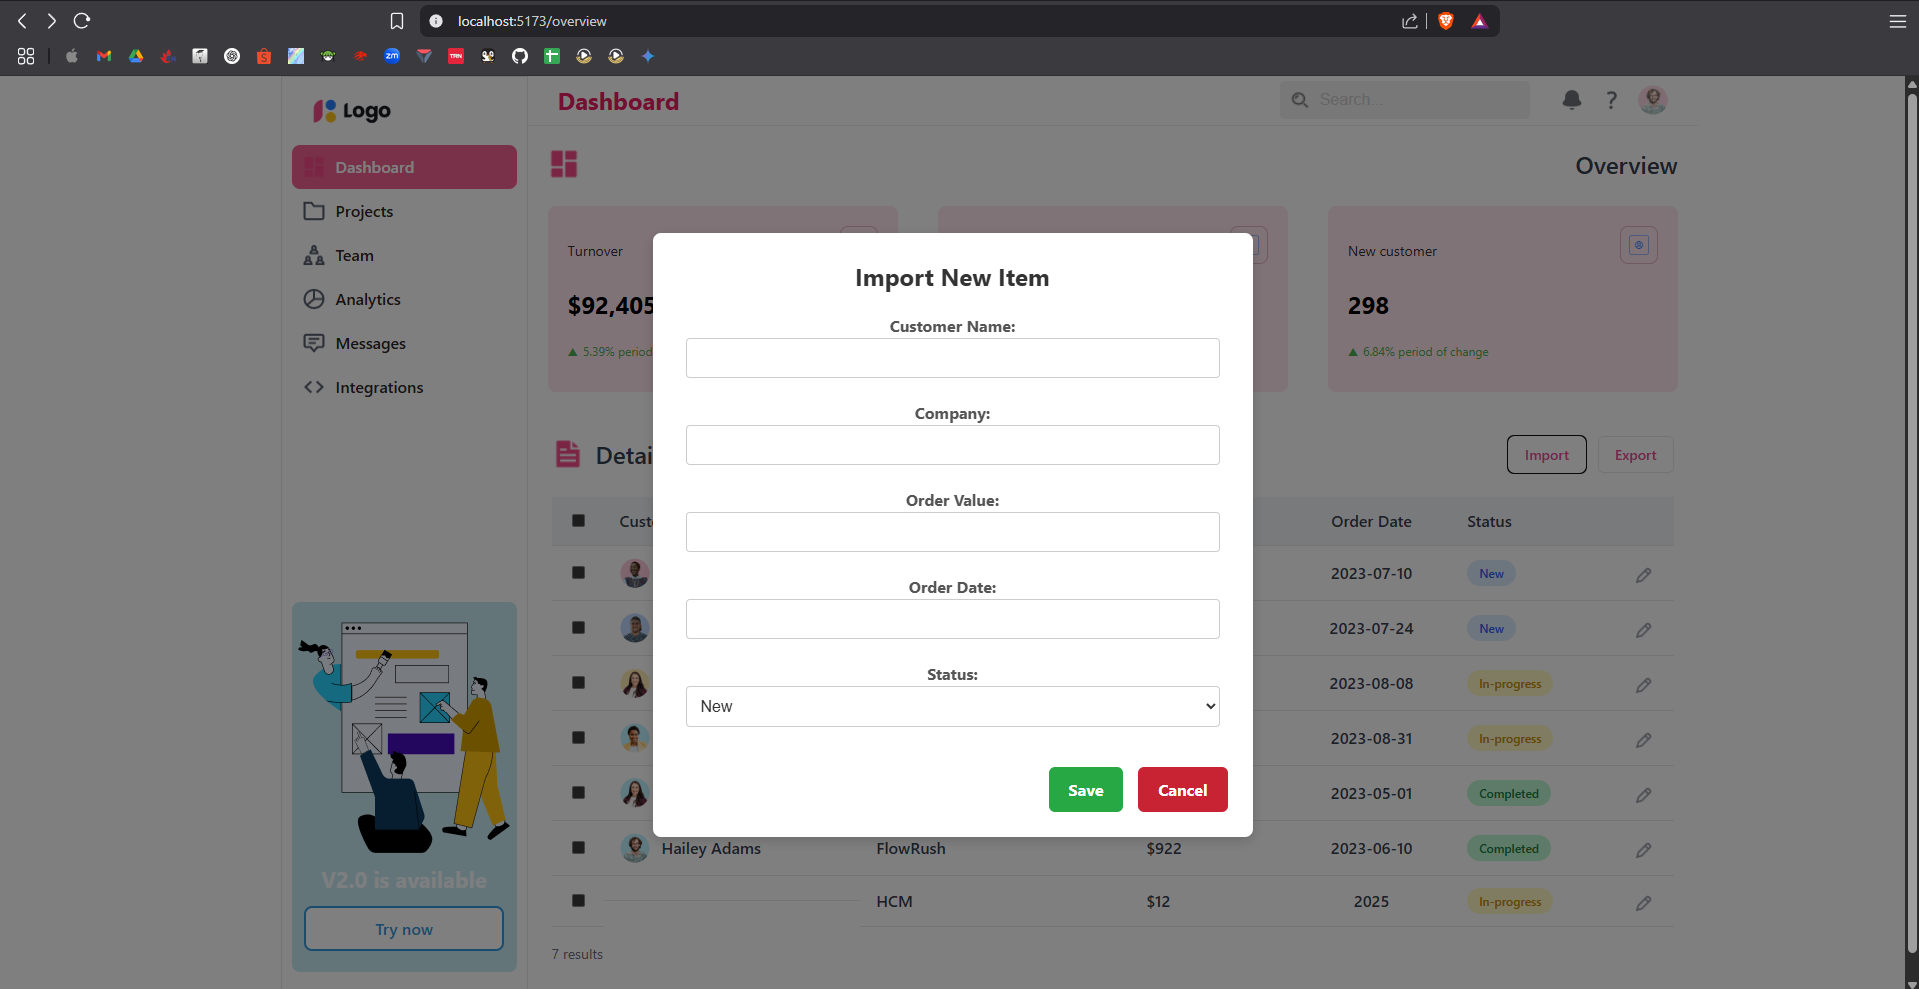 localhost:5173/overview
zm
TRN
Logo
Dashboard
Search...
Dashboard
Overview
Projects
Team
Analytics
Messages
Integrations
Turnover
$92,405
5.39% period
New customer
298
6.84% period of change
Import New Item
Customer Name:
Company:
Order Value:
Order Date:
Status:
New
Save
Cancel
Detai
Import
Export
Cust
Order Date
Status
2023-07-10
New
2023-07-24
New
2023-08-08
In-progress
2023-08-31
In-progress
2023-05-01
Completed
Hailey Adams
FlowRush
$922
2023-06-10
Completed
HCM
$12
2025
In-progress
7 results
V2.0 is available
Try now